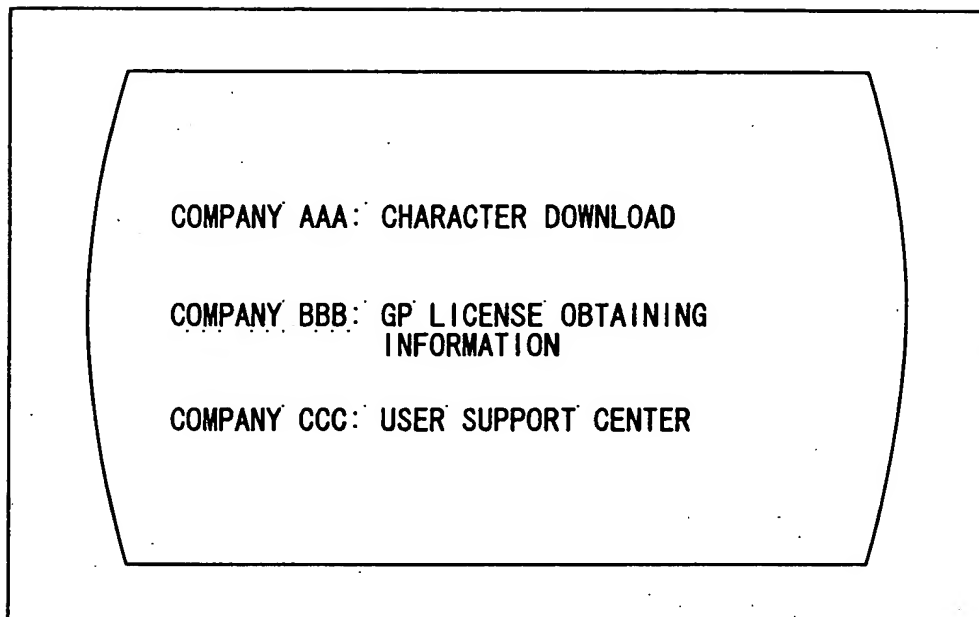 COMPANY AAA: CHARACTER DOWNLOAD
COMPANY BBB: GP LICENSE OBTAINING
INFORMATION
COMPANY CCC: USER SUPPORT CENTER